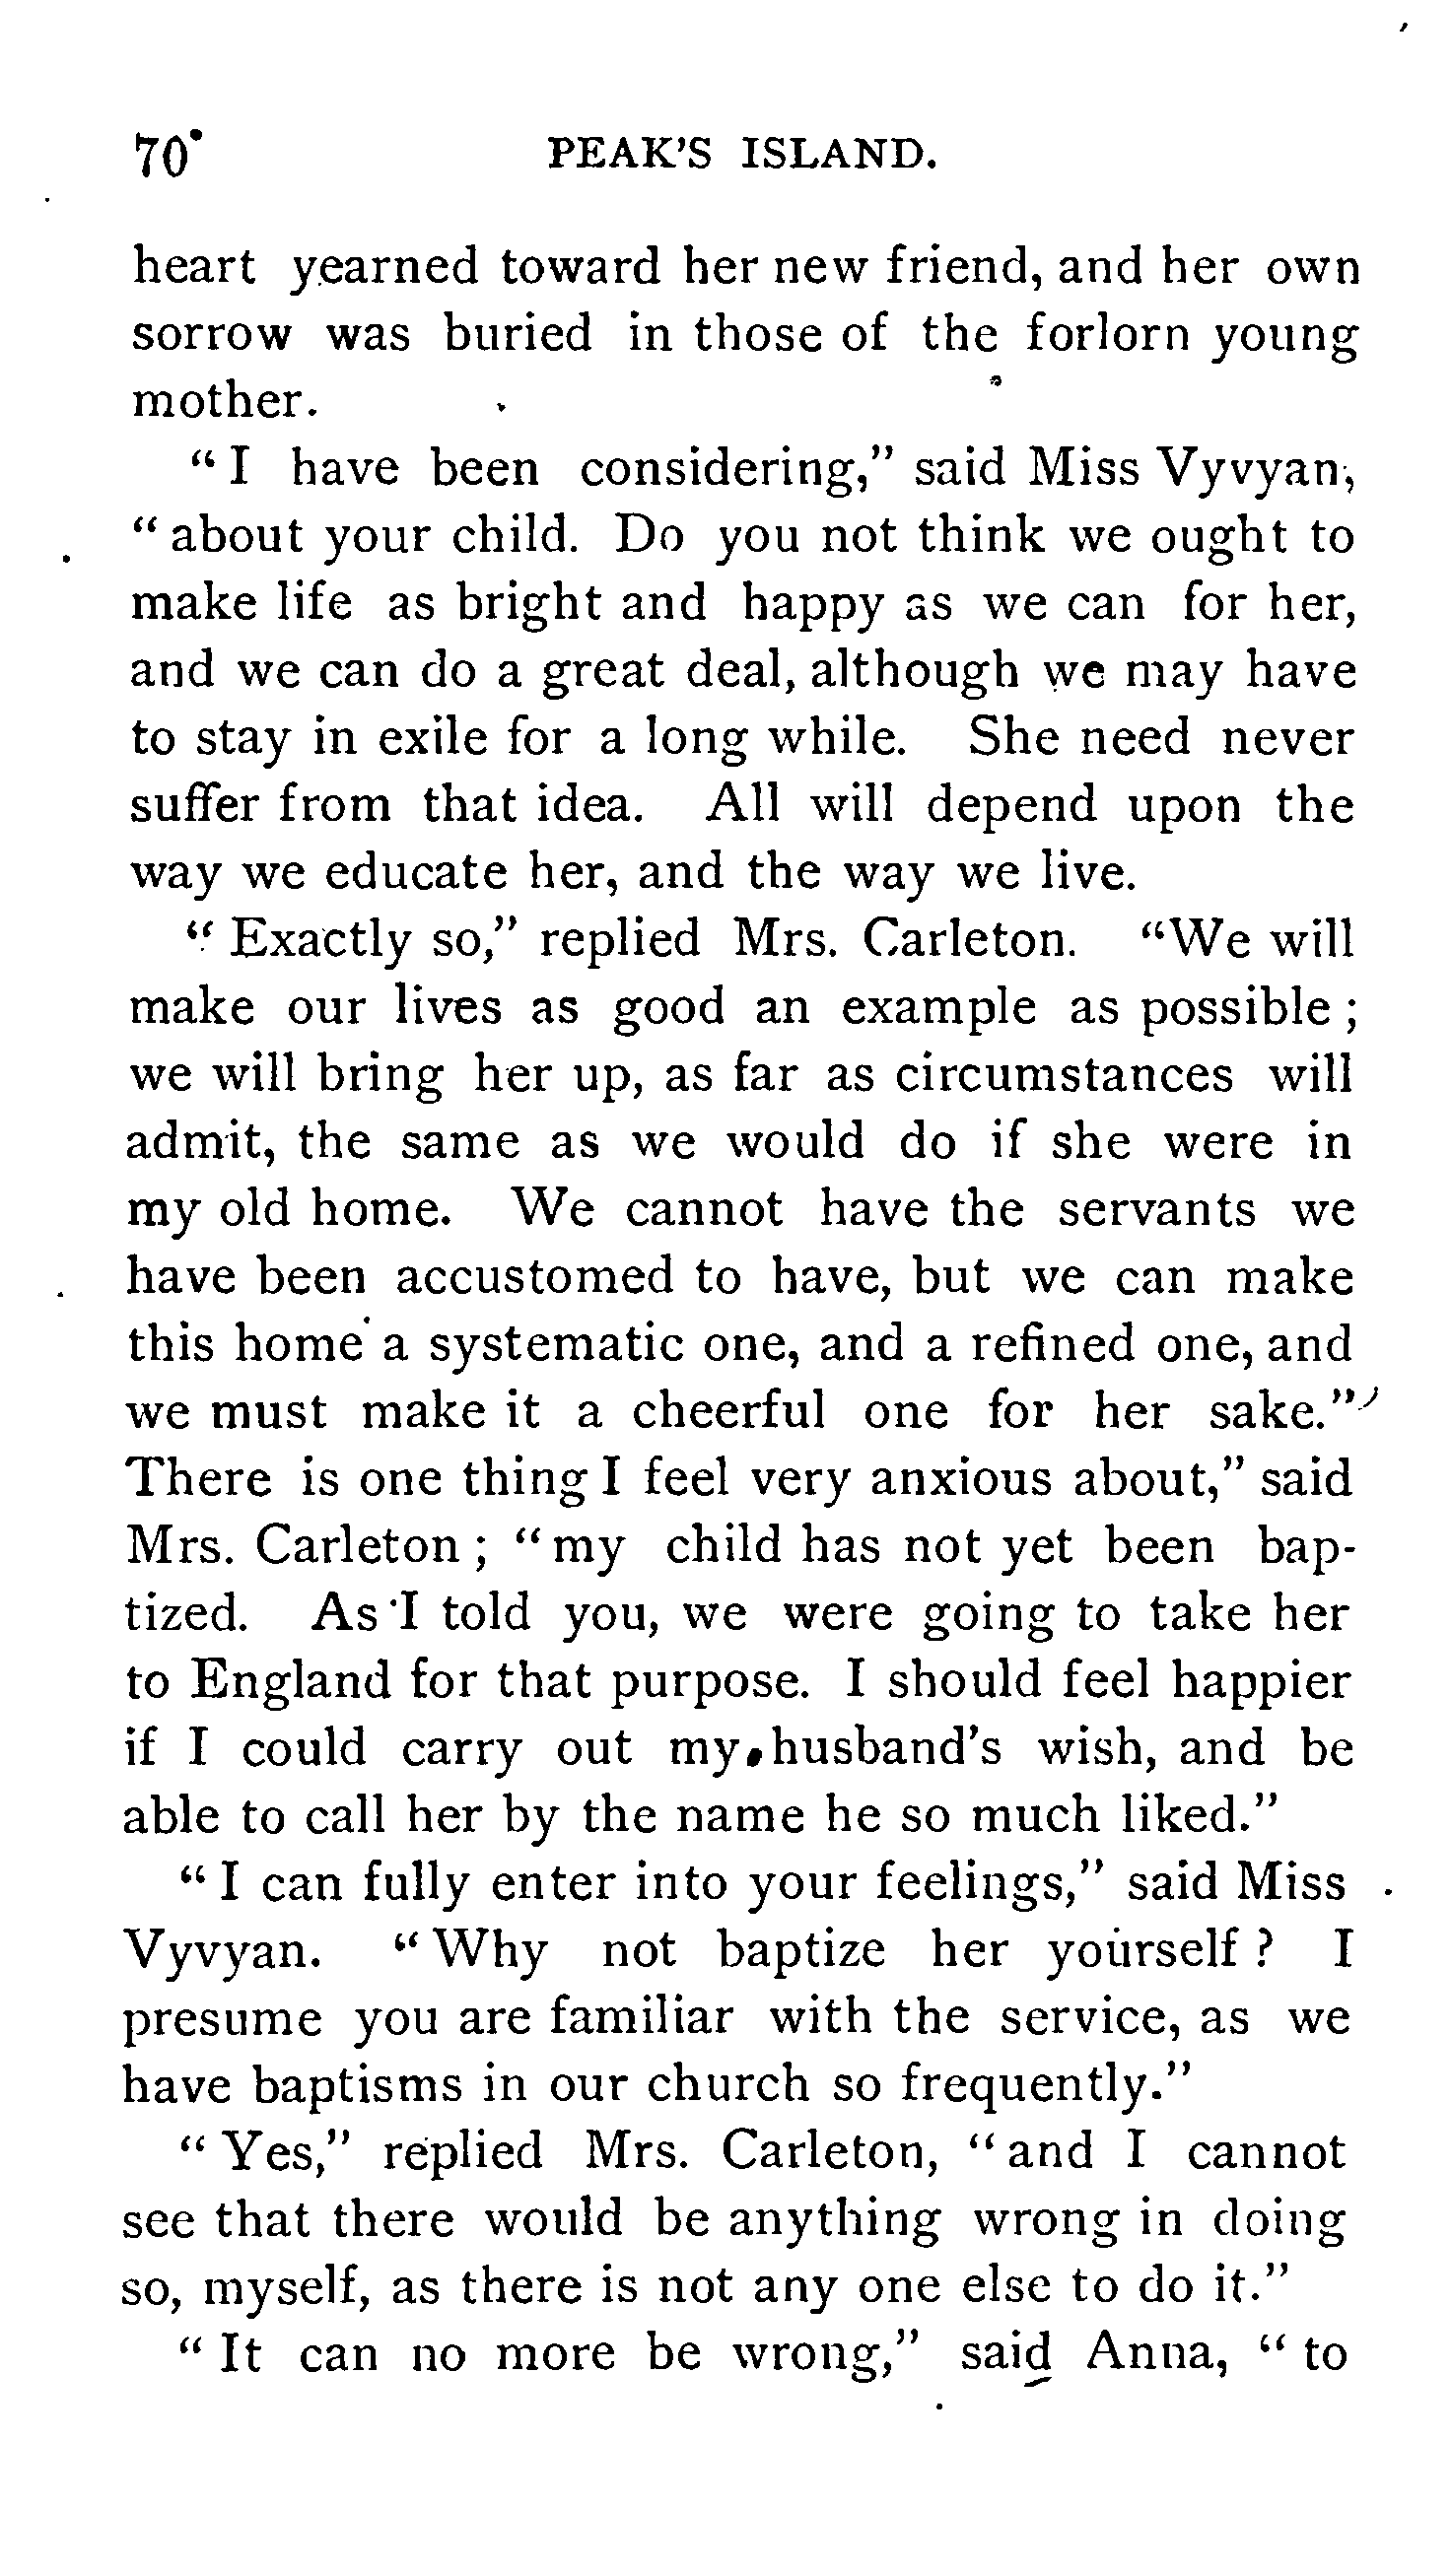 70 PEAK'S ISLAND.
heart yearned toward her new friend, and her own
sorrow was buried in those of the forlorn young
mother.
“ I have been considering,” said Miss Vyvyan,
“ about your child. Do you not think we ought to
make life as bright and happy as we can for her,
and we can do a great deal, although we may have
to stay in exile for a long while. She need never
suffer from that idea. All will depend upon the
way we educate her, and the way we live.
“ Exactly so,” replied Mrs. Carleton. “We will
make our lives as good an example as possible ;
we will bring her up, as far as circumstances will
admit, the same as we would do if she were in
my old home. We cannot have the servants we
have been accustomed to have, but we can make
this home a systematic one, and a refined one, and
we must make it a cheerful one for her sake.”
There is one thing I feel very anxious about,” said
Mrs. Carleton ; “ my child has not yet been bap-
tized. As I told you, we were going to take her
to England for that purpose. I should feel happier
if I could carry out my husband's wish, and be
able to call her by the name he so much liked.”
“ I can fully enter into your feelings,” said Miss
Vyvyan. “ Why not baptize her yourself ? I
presume you are familiar with the service, as we
have baptisms in our church so frequently.”
“ Yes,” replied Mrs. Carleton, “ and I cannot
see that there would be anything wrong in doing
so, myself, as there is not any one else to do it.”
“ It can no more be wrong,” said Anna, “ to